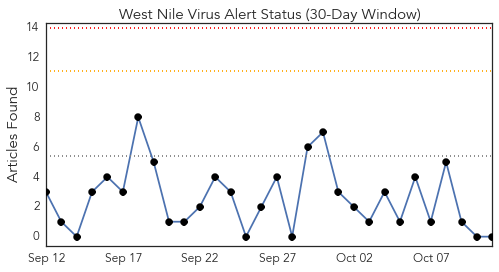 West Nile Virus Alert Status (30-Day Window)
Articles Found
14
12
10
8
6
4
2
0
Sep 12 Sep 17 Sep 22 Sep 27 Oct 02 Oct 07